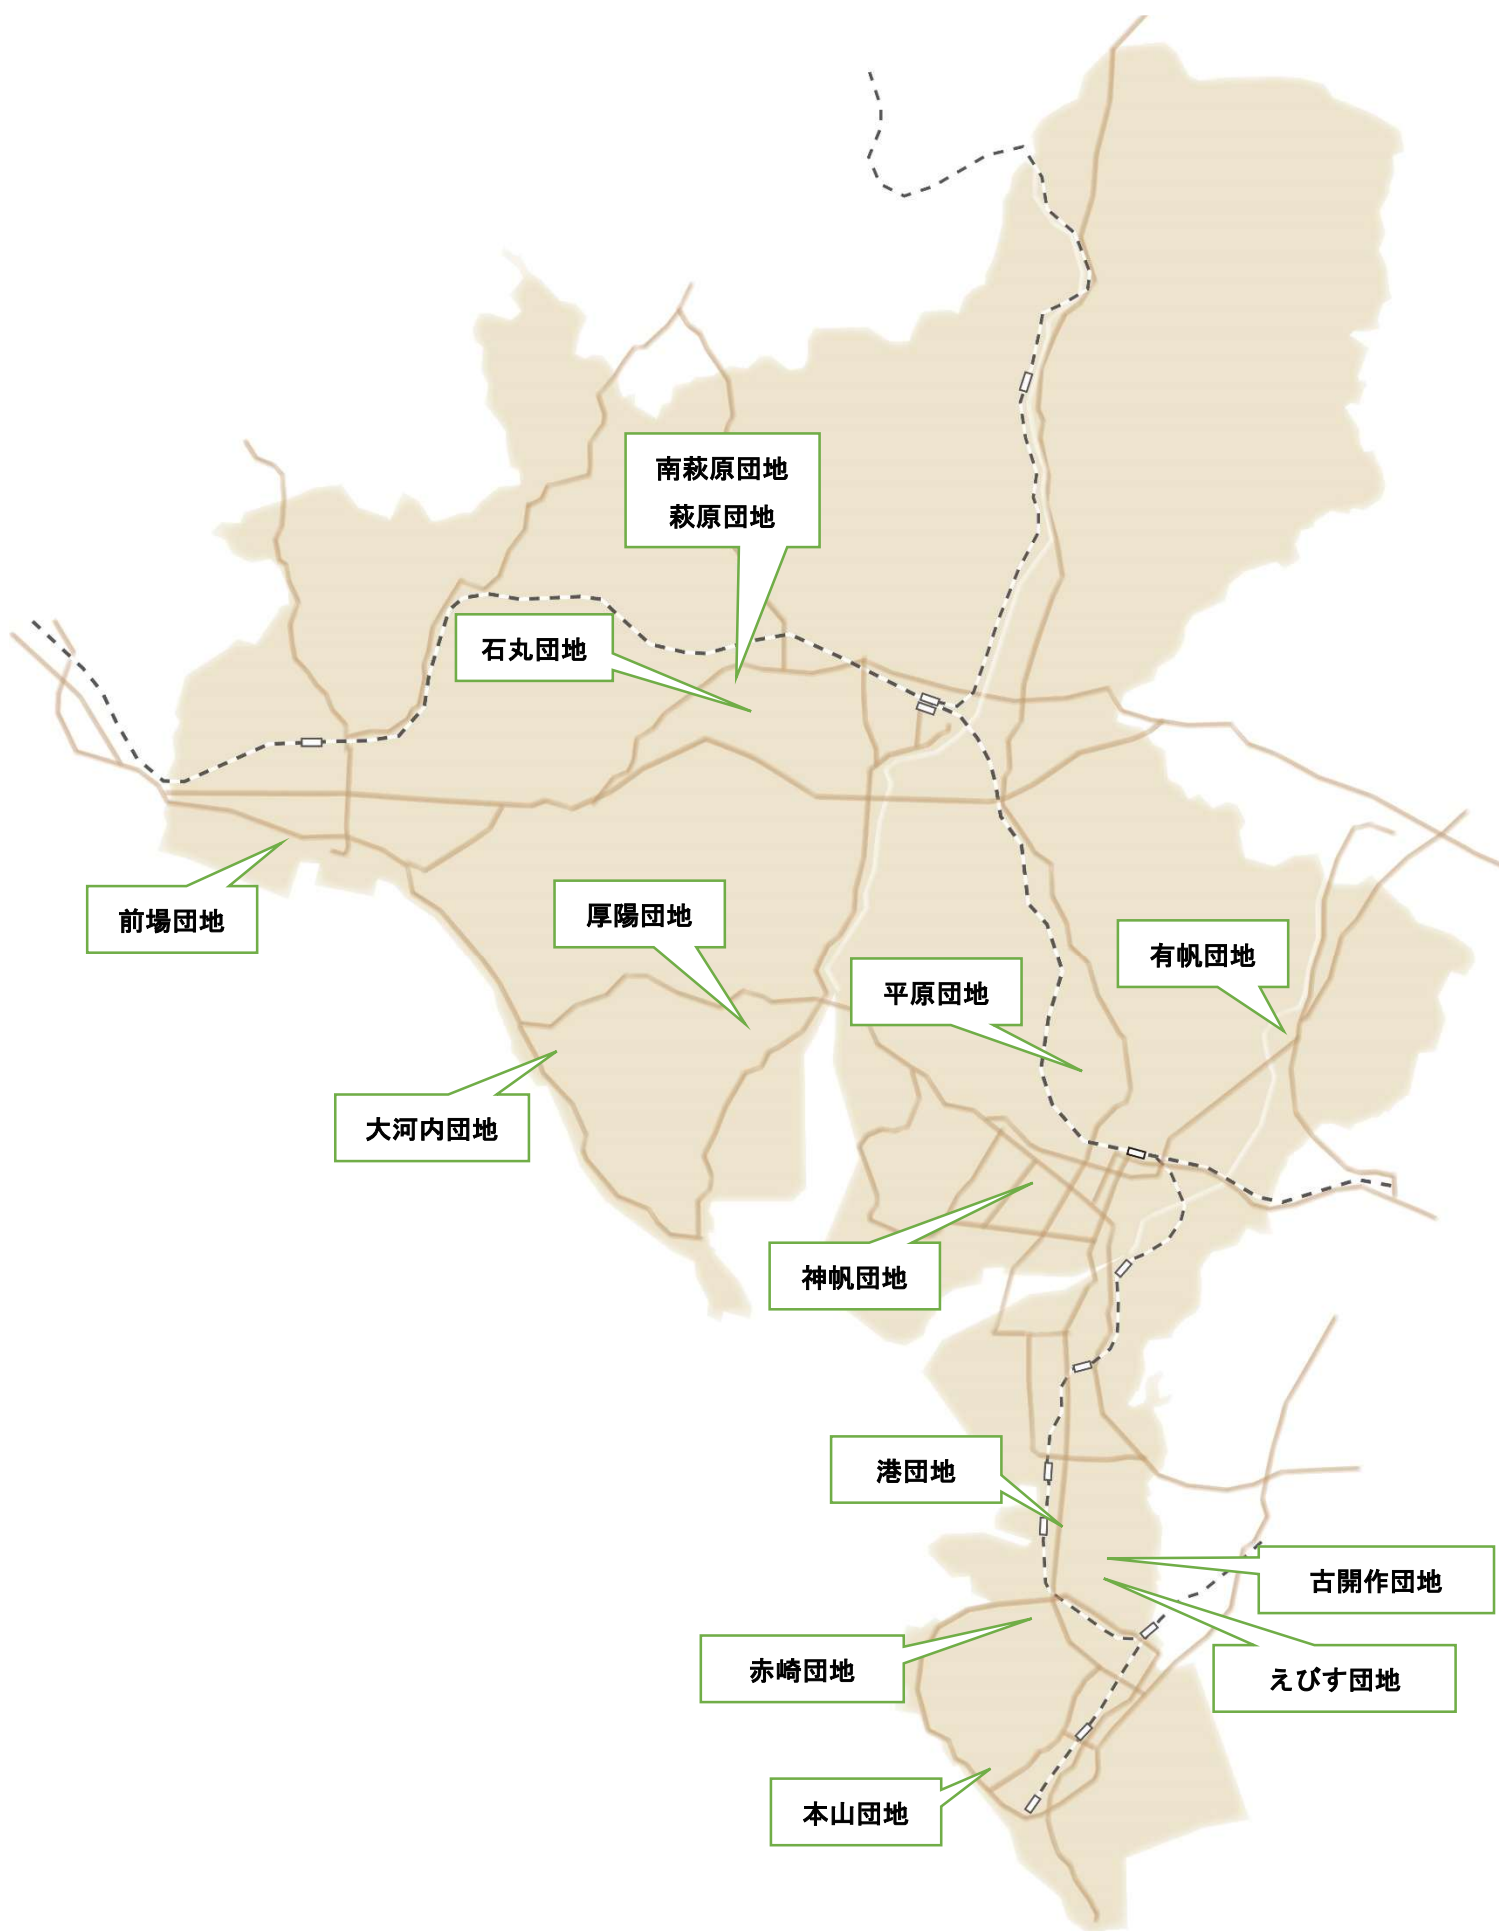 南萩原団地
萩原団地
石丸団地
前場団地
厚陽団地
有帆団地
平原団地
大河内団地
神帆団地
港団地
古開作団地
赤崎団地
えびす団地
本山団地